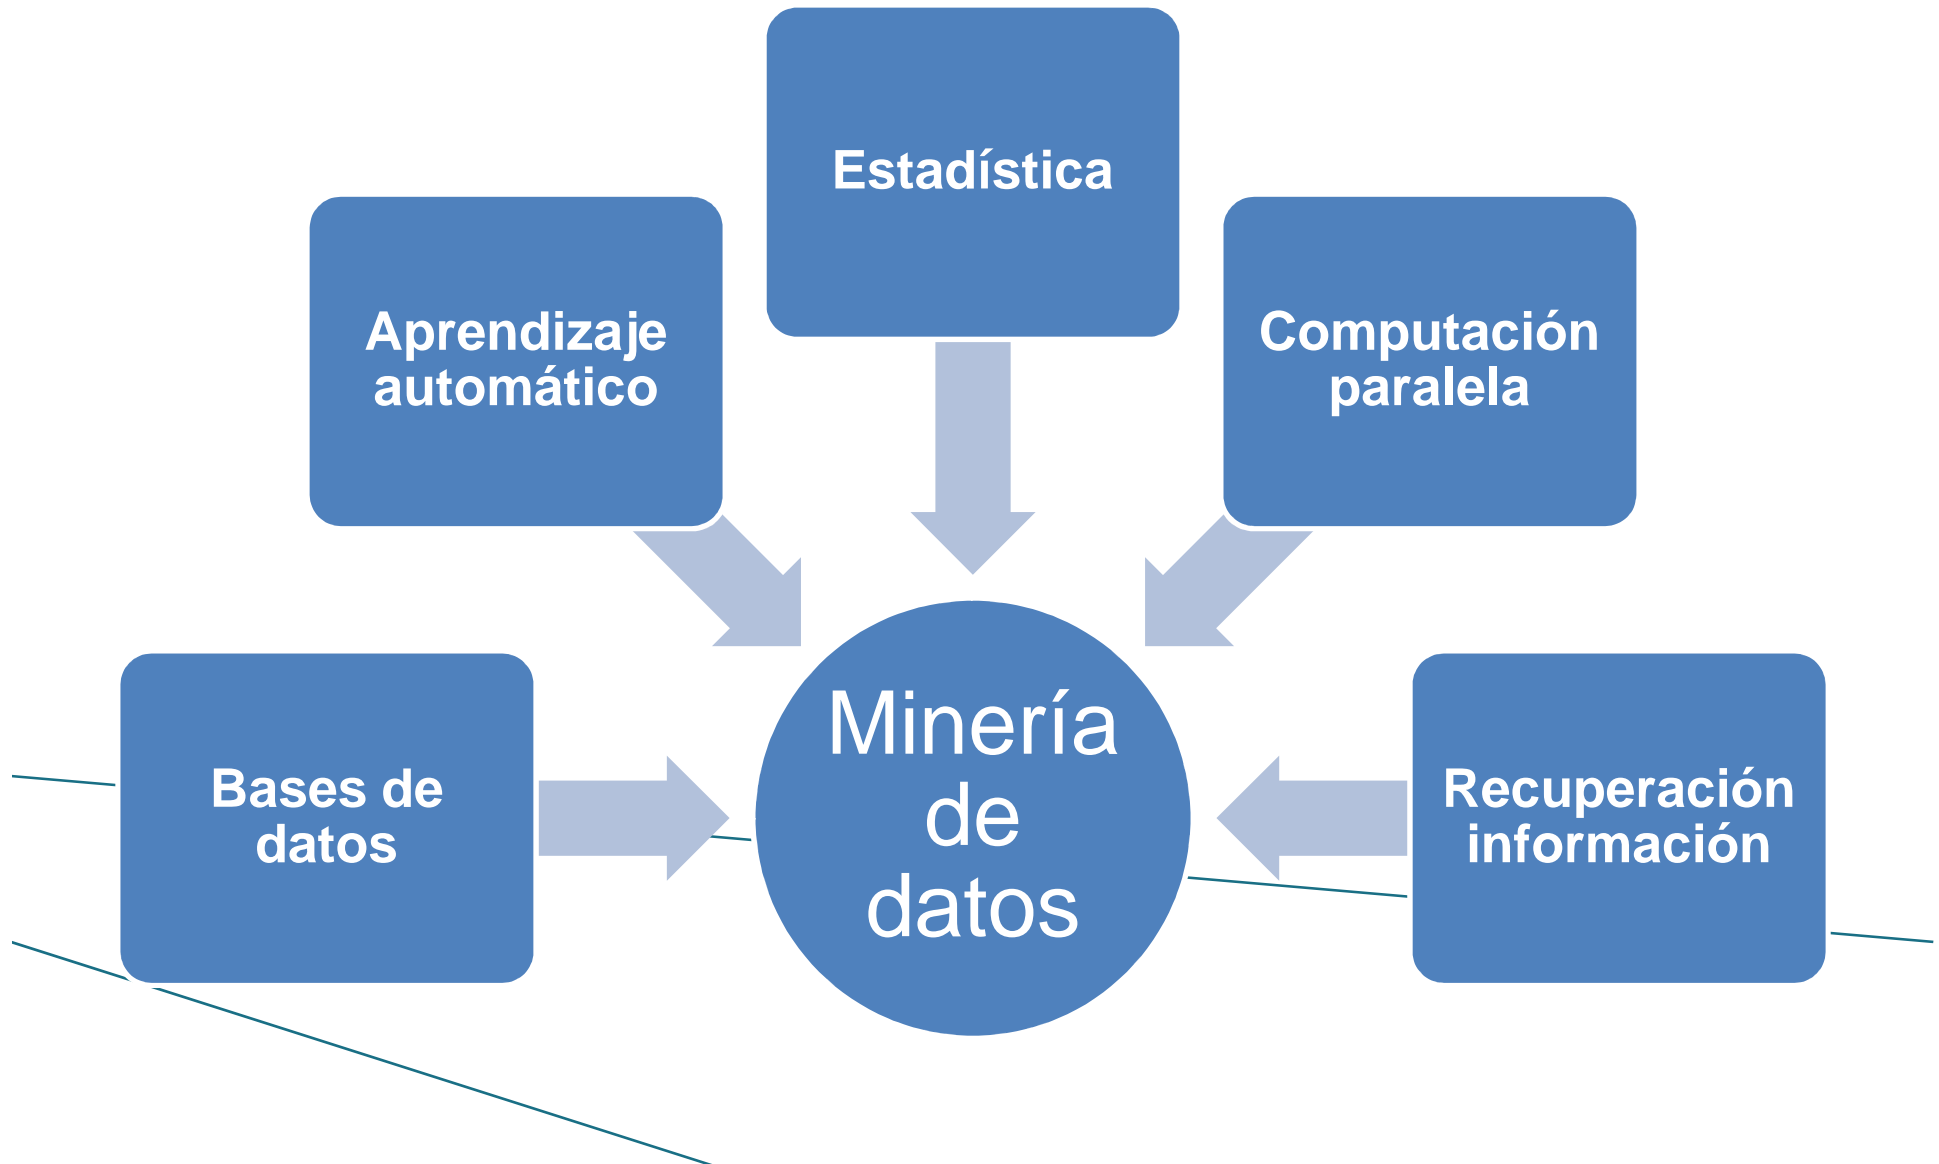 Estadística
Aprendizaje
automático
Computación
paralela
Bases de
datos
Minería
de
datos
Recuperación
información